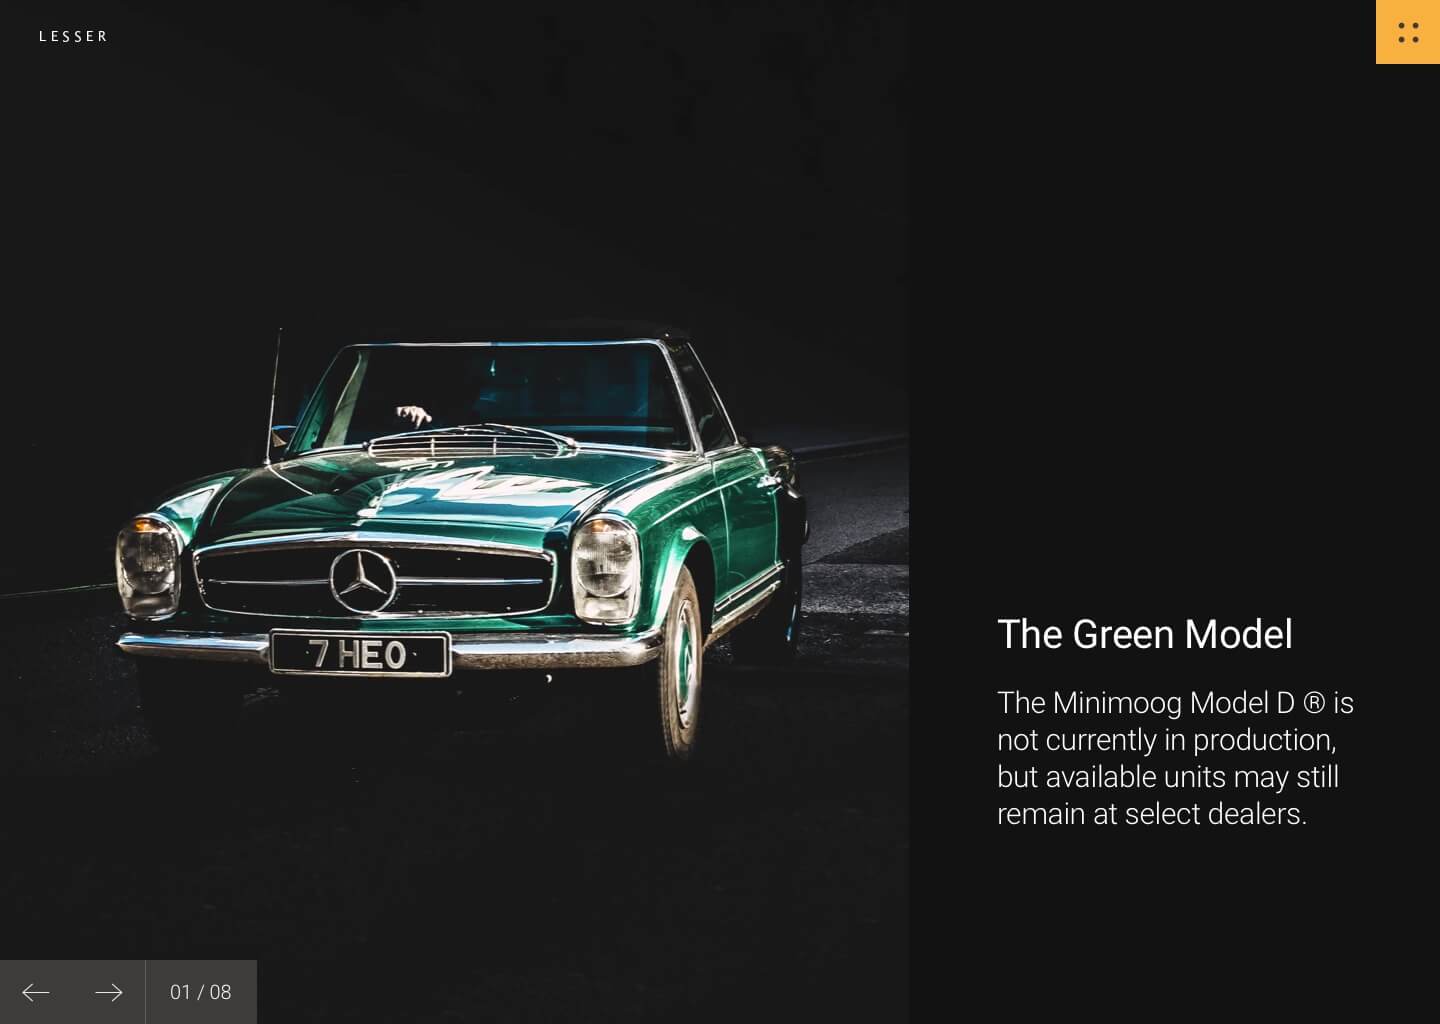 LESSER
7 HEO
The Green Model
The Minimoog Model D ® is
not currently in production,
but available units may still
remain at select dealers.
01 / 08